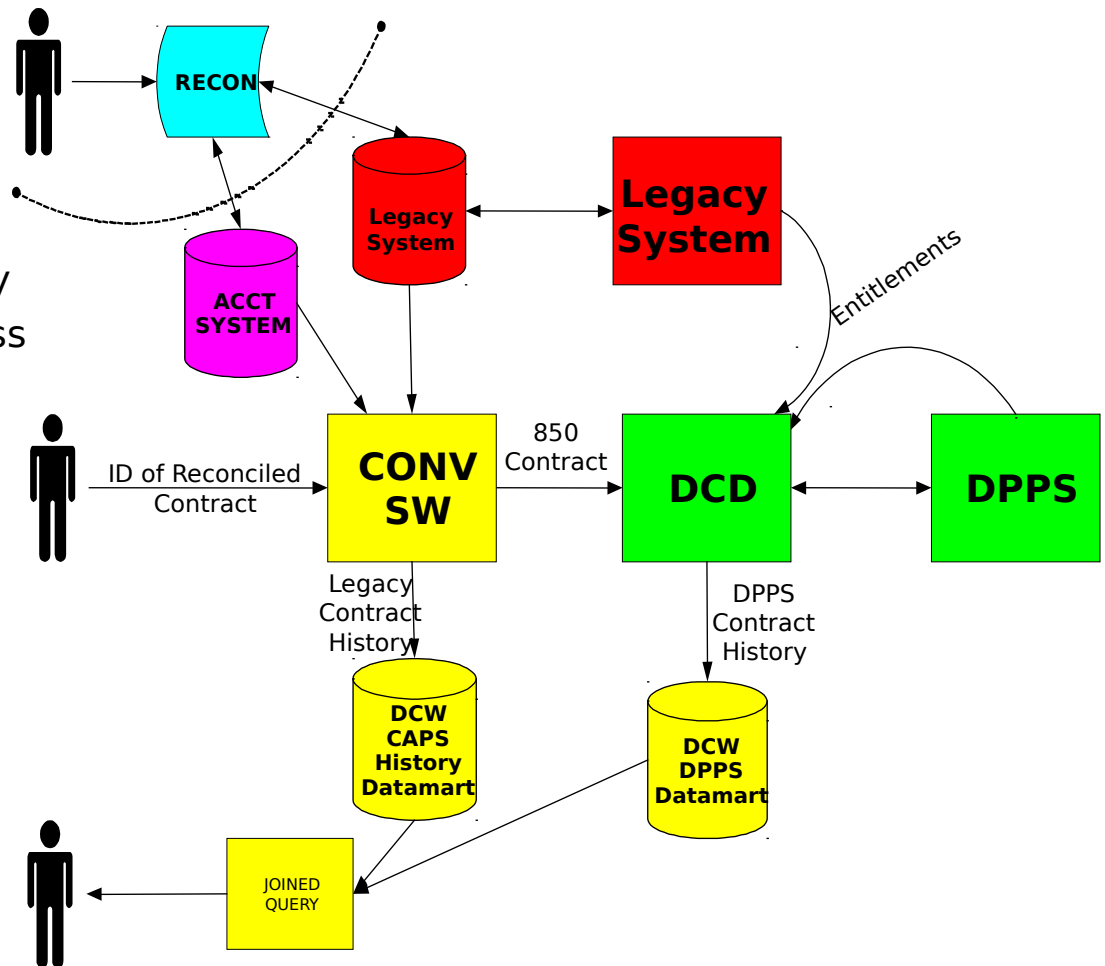 RECON
Legacy
System
Legacy
System
Entitlements
ACCT
SYSTEM
y
ss
ID of Reconciled
Contract
CONV
SW
850
Contract
DCD
DPPS
Legacy
Contract
History
DPPS
Contract
History
DCW
CAPS
History
Datamart
DCW
DPPS
Datamart
JOINED
QUERY